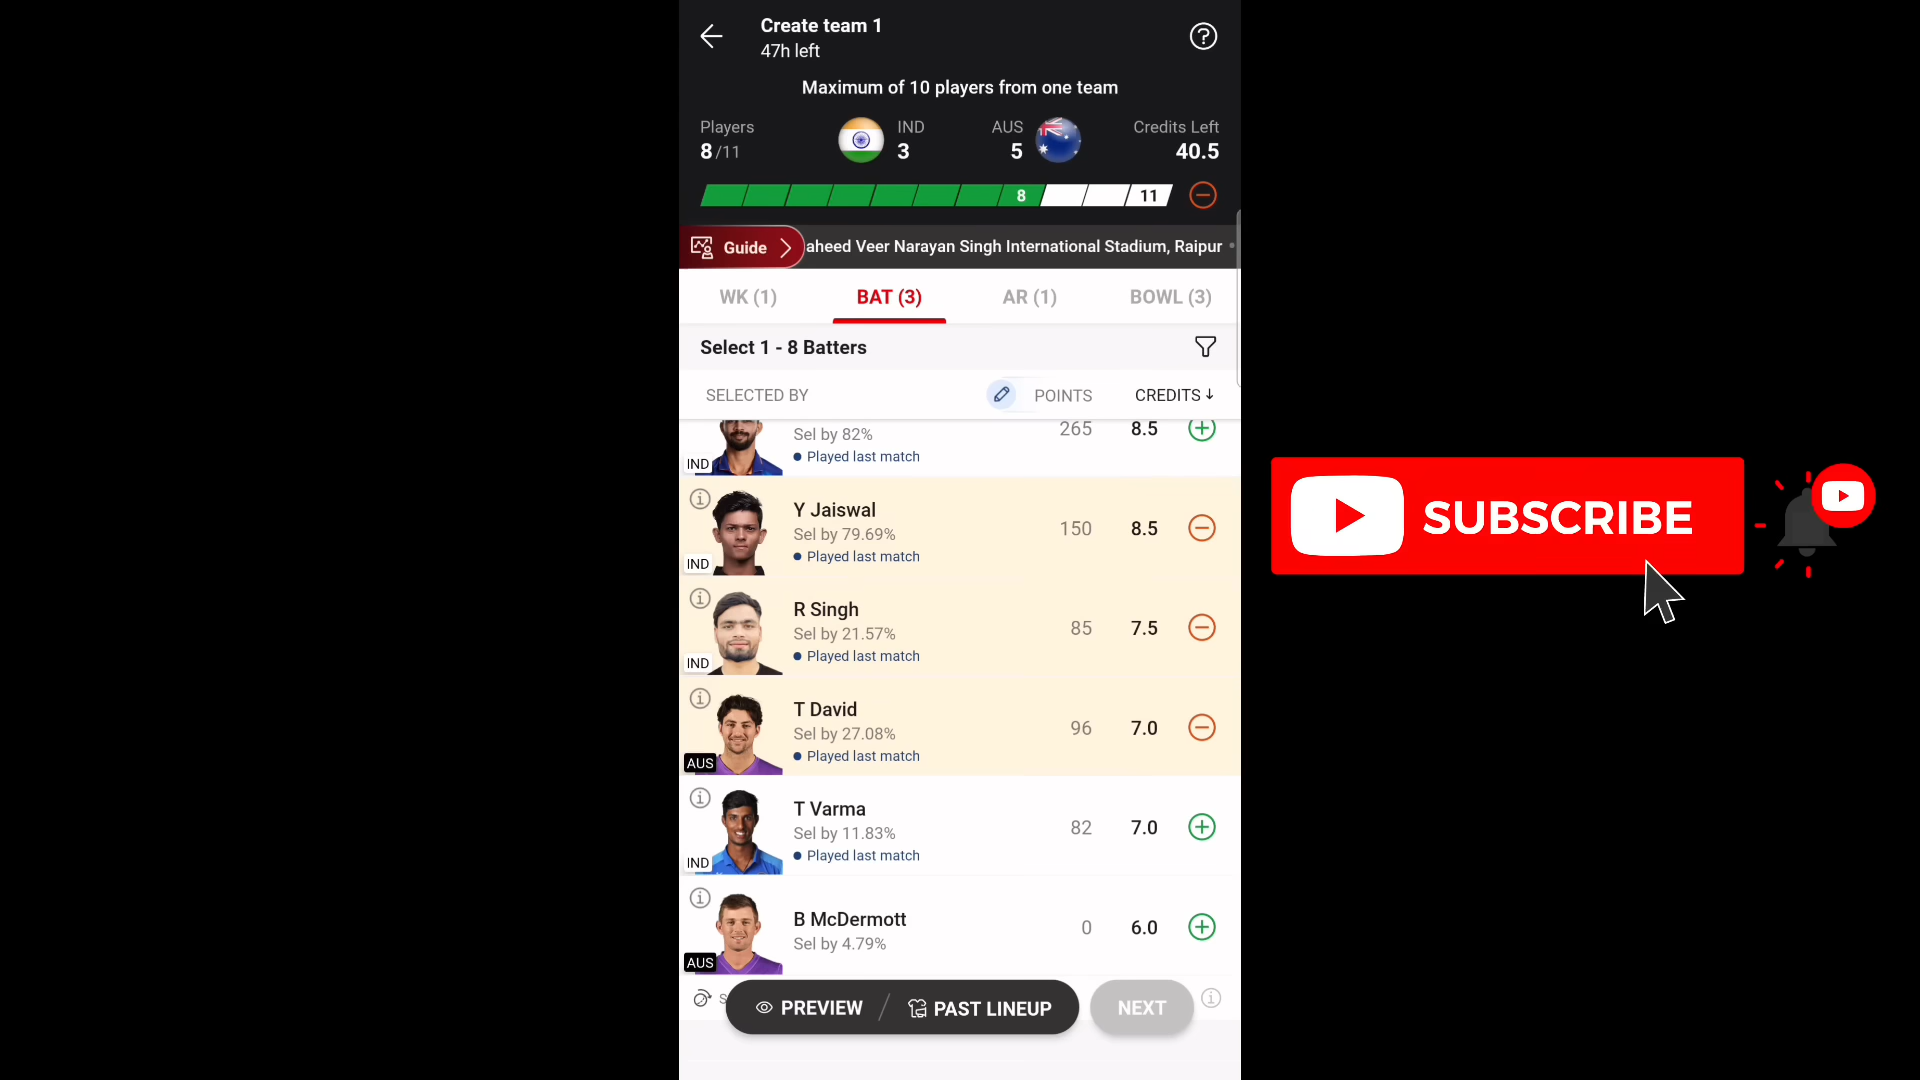 Create team 1
47h left
Maximum of 10 players from one team
Players
8 /11
IND
3
AUS
5
Credits Left
40.5
8
11
Guide
aheed Veer Narayan Singh International Stadium, Raipur
WK (1)
BAT (3)
AR (1)
BOWL (3)
Select 1 - 8 Batters
SELECTED BY
POINTS
CREDITS↓
IND
Sel by 82%
Played last match
265
8.5
IND
Y Jaiswal
Sel by 79.69%
Played last match
150
8.5
IND
R Singh
Sel by 21.57%
Played last match
85
7.5
AUS
T David
Sel by 27.08%
Played last match
96
7.0
IND
T Varma
Sel by 11.83%
Played last match
82
7.0
AUS
B McDermott
Sel by 4.79%
0
6.0
PREVIEW
PAST LINEUP
NEXT
SUBSCRIBE